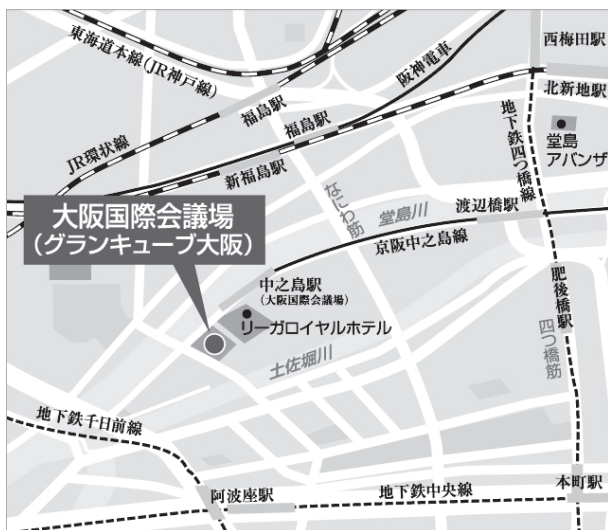 東海道本線(JR神戸線)
阪神電車
西梅田駅
北新地駅
福島駅
福島駅
JR環状線
新福島駅
地下鉄四つ橋線
堂島
アバンザ
大阪国際会議場
(グランキューブ大阪)
なにわ筋
堂島川
渡辺橋駅
京阪中之島線
中之島駅
(大阪国際会議場)
リーガロイヤルホテル
肥後橋駅
四つ橋筋
土佐堀川
地下鉄千日前線
阿波座駅
地下鉄中央線
本町駅